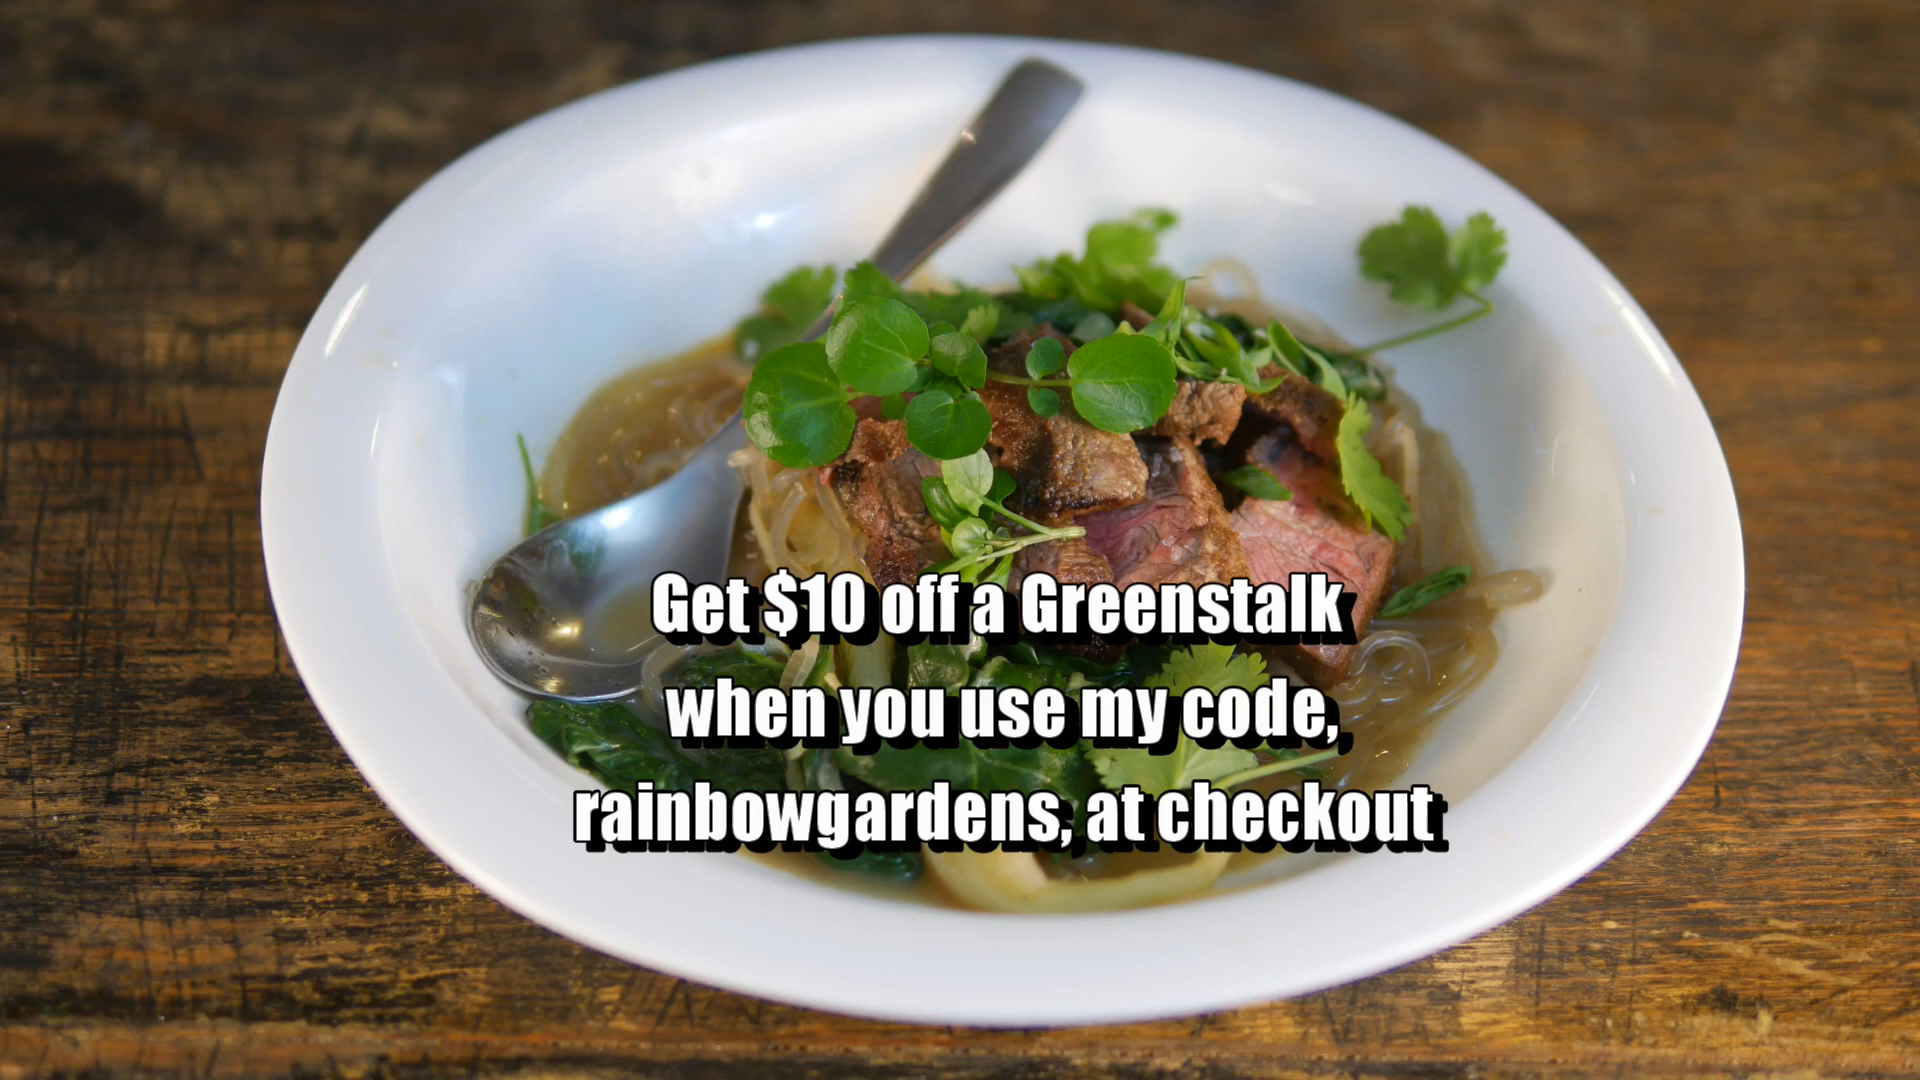 Get $10 off a Greenstalk
when you use my code,
rainbowgardens, at checkout